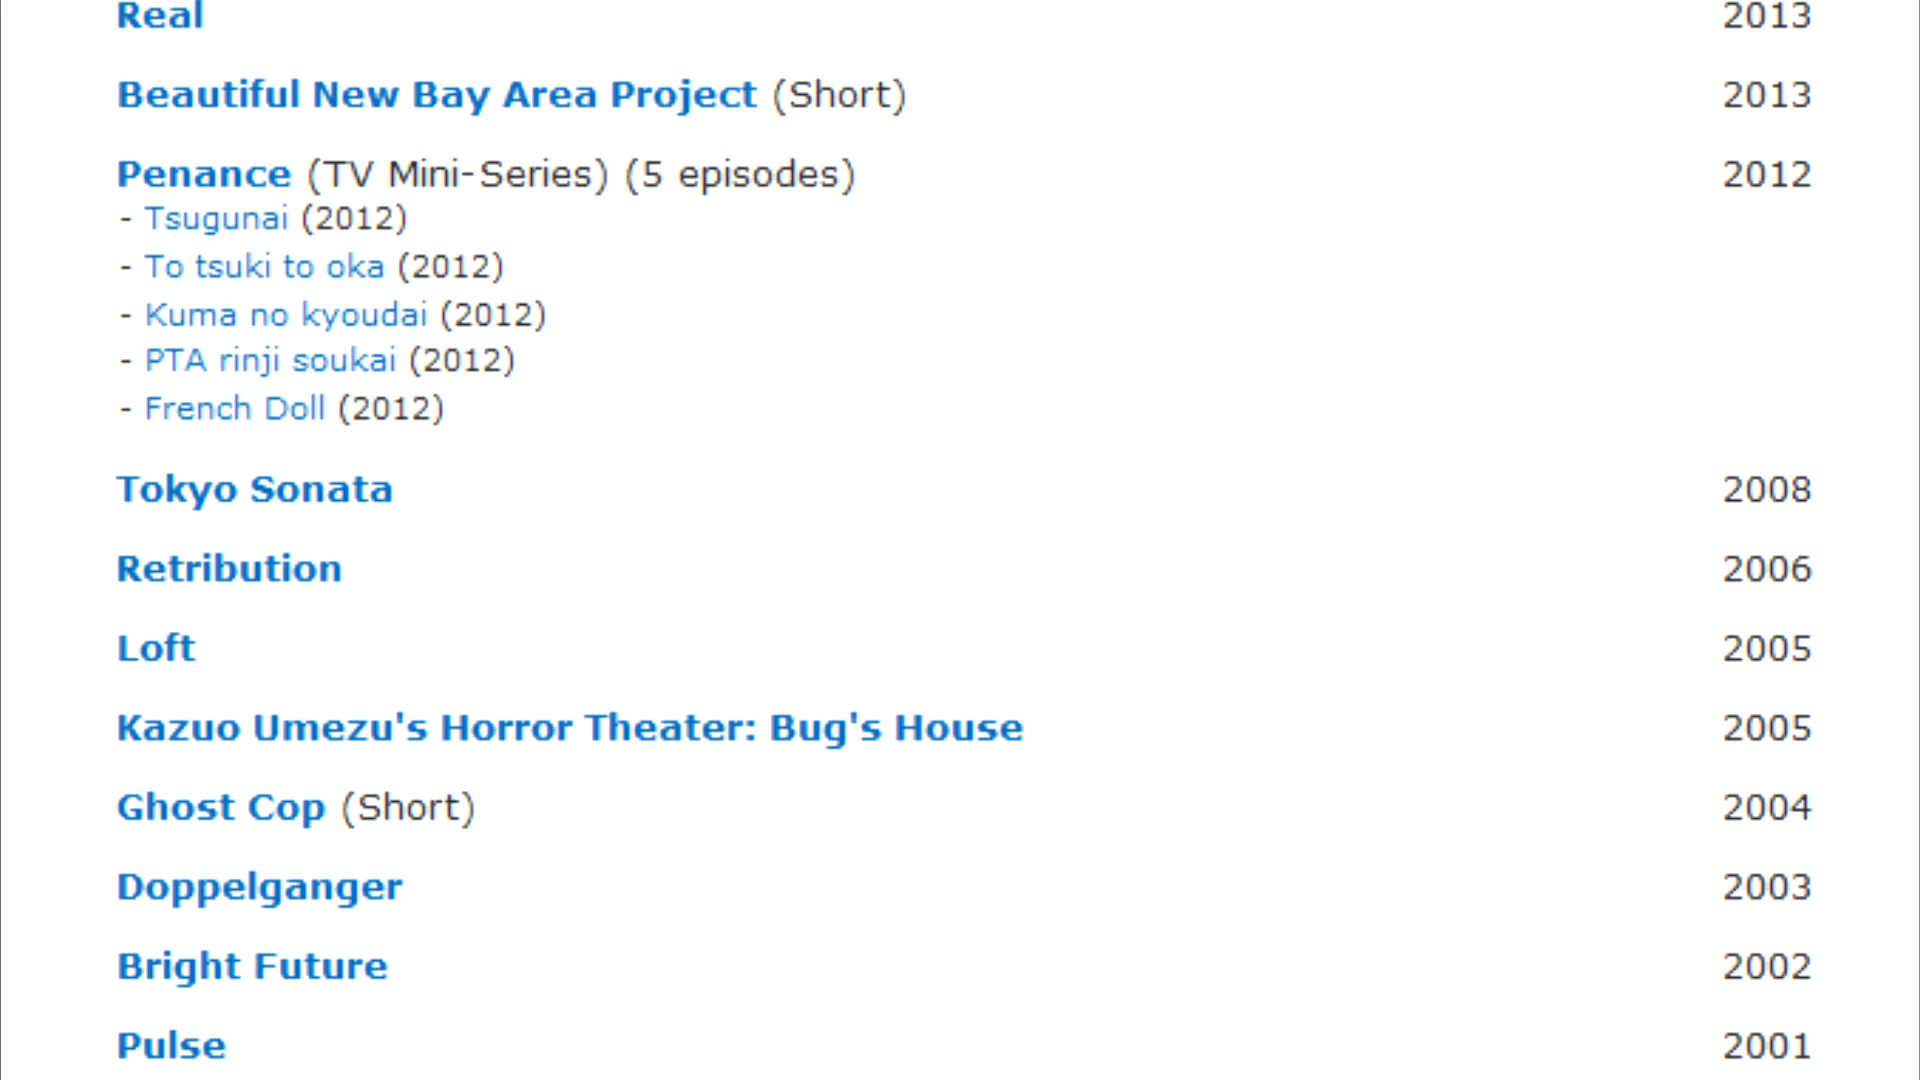 Real 2013
Beautiful New Bay Area Project (Short) 2013
Penance (TV Mini-Series) (5 episodes) 2012
- Tsugunai (2012)
- To tsuki to oka (2012)
- Kuma no kyoudai (2012)
- PTA rinji soukai (2012)
- French Doll (2012)
Tokyo Sonata 2008
Retribution 2006
Loft 2005
Kazuo Umezu's Horror Theater: Bug's House 2005
Ghost Cop (Short) 2004
Doppelganger 2003
Bright Future 2002
Pulse 2001